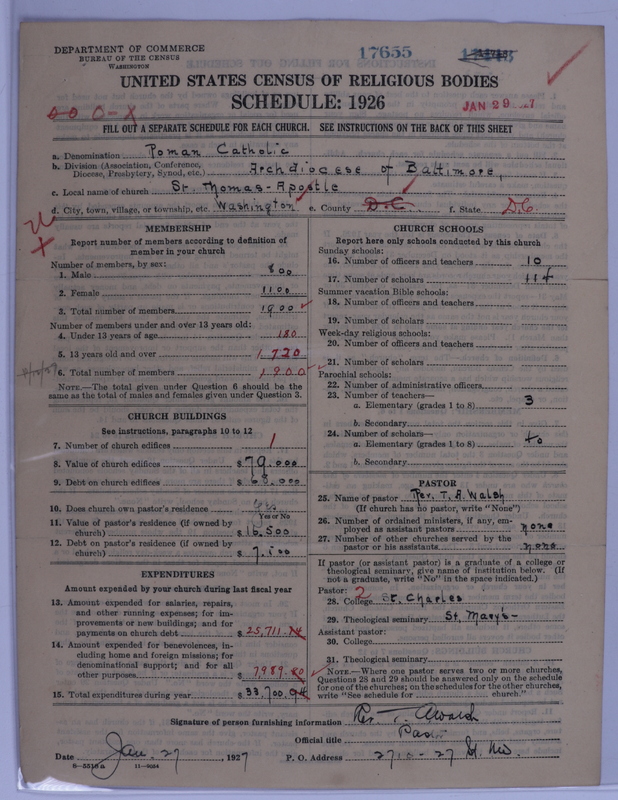 DEPARTMENT OF COMMERCE
BUREAU OF THE CENSUS
WASHINGTON
17655
JAN 29
UNITED STATES CENSUS OF RELIGIOUS BODIES
SCHEDULE: 1926
O-X
FILL OUT A SEPARATE SCHEDULE FOR EACH CHURCH. SEE INSTRUCTIONS ON THE BACK OF THIS SHEET
a. Denomination Roman Catholic
b. Division (Association, Conference, Diocese, Presbytery, Synod, etc.) Archdiocese of Baltimore,
c. Local name of church St. Thomas-Apostle
d. City, town, village, or township, etc. Washington e. County D.C. f. State D.C.
MEMBERSHIP
Report number of members according to definition of member in your church
Number of members, by sex:
1. Male 800
2. Female 1100
3. Total number of members 1900
Number of members under and over 13 years old:
4. Under 13 years of age 180
5. 13 years old and over 1,720
6. Total number of members 1,900
NOTE.—The total given under Question 6 should be the same as the total of males and females given under Question 3.
CHURCH BUILDINGS
See instructions, paragraphs 10 to 12
7. Number of church edifices 1
8. Value of church edifices $79.000
9. Debt on church edifices $68.000
10. Does church own pastor's residence Yes
Yes or No
11. Value of pastor's residence (if owned by church) $16.500
12. Debt on pastor's residence (if owned by church) $7.500
EXPENDITURES
Amount expended by your church during last fiscal year
13. Amount expended for salaries, repairs, and other running expenses; for improvements or new buildings; and for payments on church debt $25,711.
14. Amount expended for benevolences, including home and foreign missions; for denominational support; and for all other purposes $7989.
15. Total expenditures during year $33,700.
CHURCH SCHOOLS
Report here only schools conducted by this church
Sunday schools:
16. Number of officers and teachers 10
17. Number of scholars
Summer vacation Bible schools:
18. Number of officers and teachers
19. Number of scholars
Week-day religious schools:
20. Number of officers and teachers
21. Number of scholars
Parochial schools:
22. Number of administrative officers
23. Number of teachers—
a. Elementary (grades 1 to 8) 3
b. Secondary
24. Number of scholars—
a. Elementary (grades 1 to 8) 40
b. Secondary
PASTOR
25. Name of pastor Rev. T. A. Walsh
(If church has no pastor, write "None")
26. Number of ordained ministers, if any, employed as assistant pastors none
27. Number of other churches served by the pastor or his assistants none
If pastor (or assistant pastor) is a graduate of a college or theological seminary, give name of institution below. (If not a graduate, write "No" in the space indicated.)
Pastor: 2
28. College St. Charles
29. Theological seminary St. Mary's-
Assistant pastor:
30. College
31. Theological seminary
NOTE.—Where one pastor serves two or more churches, Questions 28 and 29 should be answered only on the schedule for one of the churches; on the schedules for the other churches, write "See schedule for church."
Signature of person furnishing information Rev. T. A Walsh
Official title Pastor
Date Jan. 27, 1927 P. O. Address 2710-27 St. NW.
8—5518a 11—9034